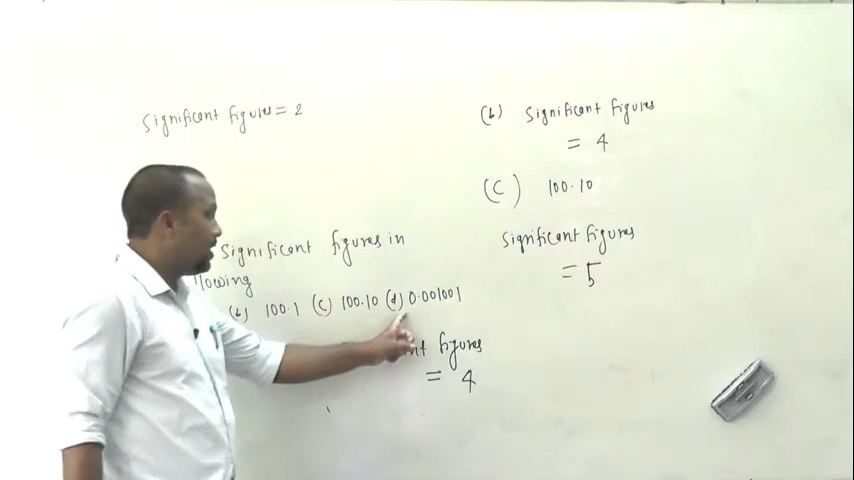 Significant figures = 2
Significant figures in
llowing
(b) 100.1 (c) 100.10 (d) 0.001001
figures
= 4
(b) Significant figures
= 4
(C) 100.10
Significant figures
= 5